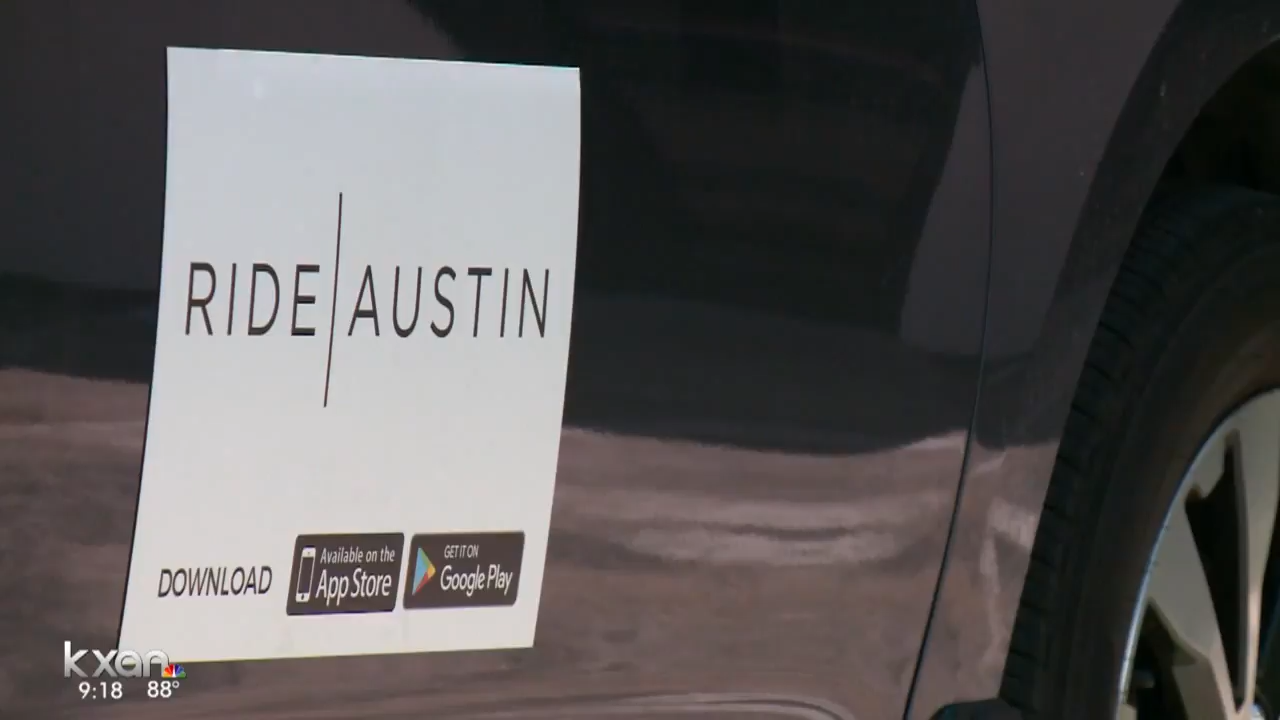 RIDE | AUSTIN
DOWNLOAD
Available on the
App Store
GET IT ON
Google Play
kxan
9:18 88°